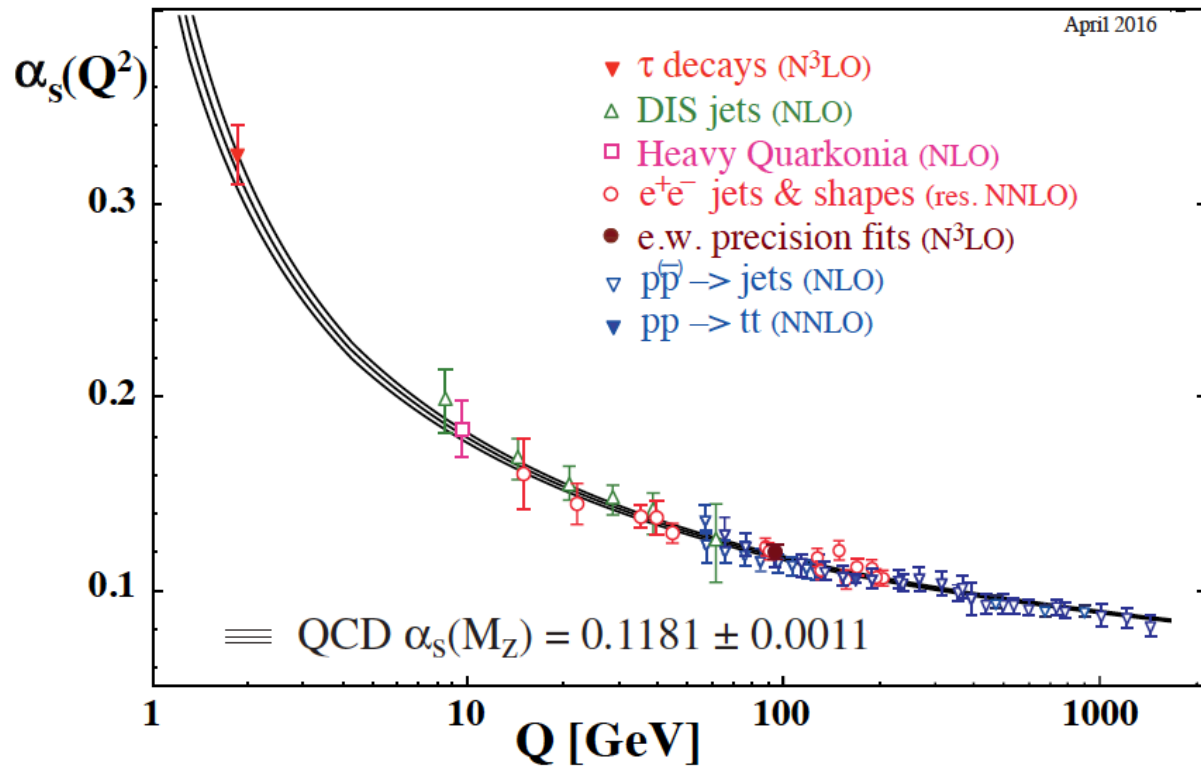 April 2016
αs(Q²)
τ decays (N³LO)
DIS jets (NLO)
Heavy Quarkonia (NLO)
e⁺e⁻ jets & shapes (res. NNLO)
e.w. precision fits (N³LO)
pp(‾) –> jets (NLO)
pp –> tt (NNLO)
0.3
0.2
0.1
QCD αs(Mz) = 0.1181 ± 0.0011
1 10 100 1000
Q [GeV]